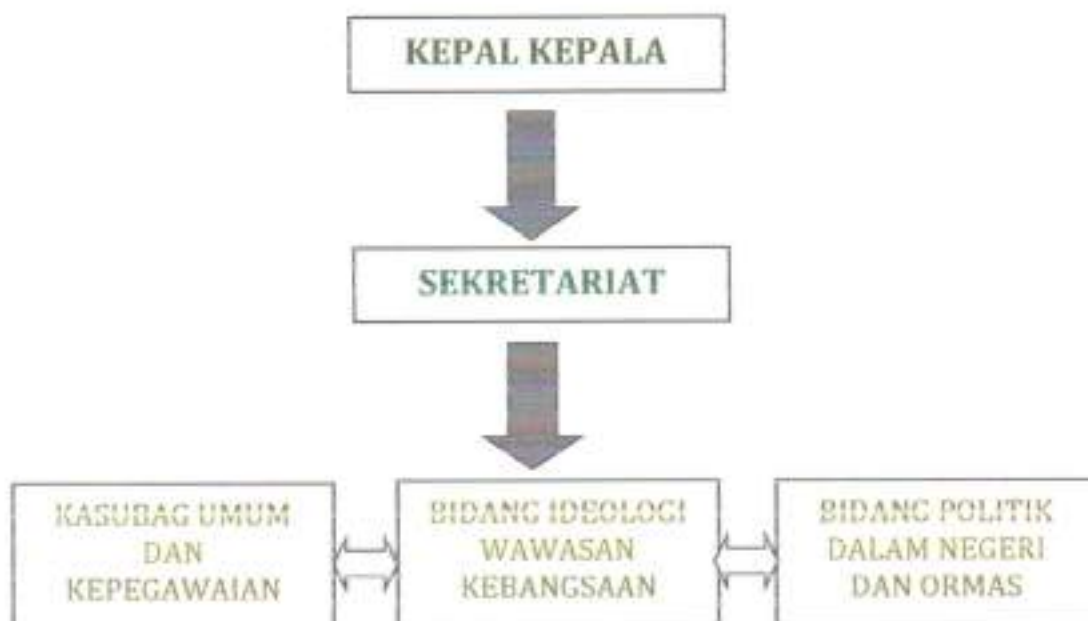 KEPAL KEPALA
SEKRETARIAT
KASUBAG UMUM
DAN
KEPEGAWAIAN
BIDANG IDEOLOGI
WAWASAN
KEBANGSAAN
BIDANG POLITIK
DALAM NEGERI
DAN ORMAS